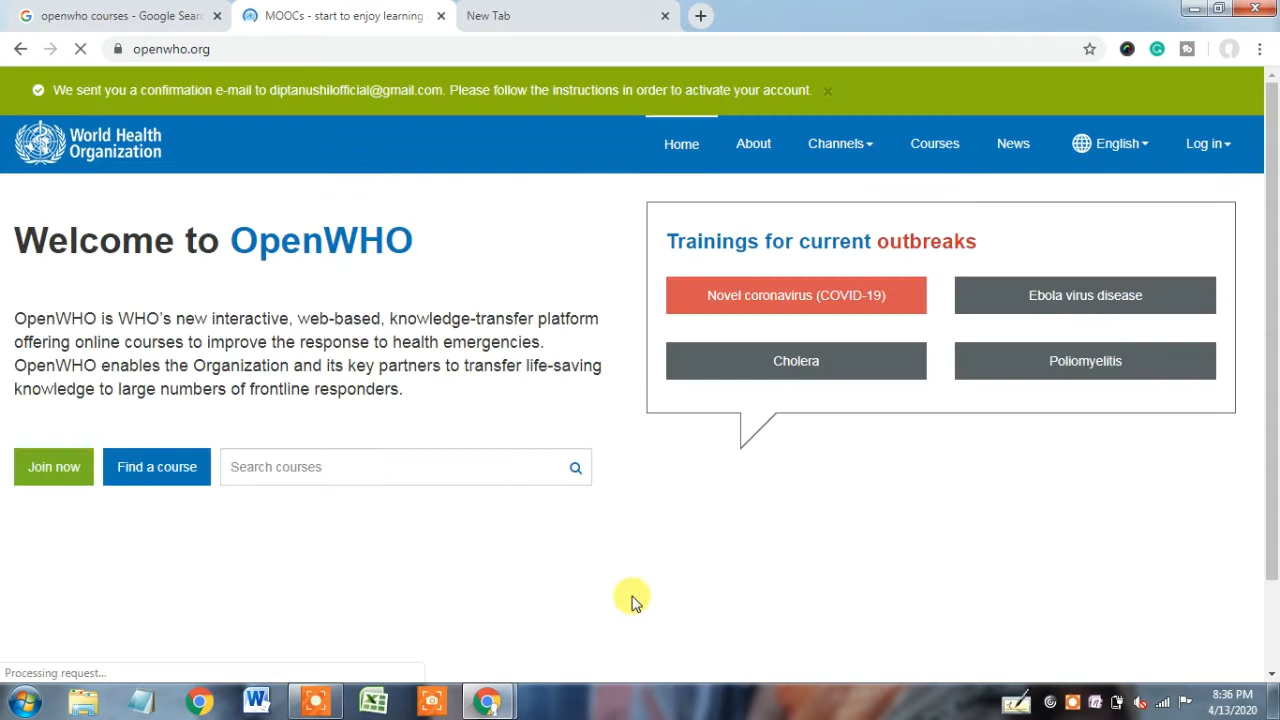 openwho courses - Google Sear
MOOCs - start to enjoy learning
New Tab
openwho.org
We sent you a confirmation e-mail to diptanushilofficial@gmail.com. Please follow the instructions in order to activate your account.
World Health
Organization
Home
About
Channels
Courses
News
English
Log in
Welcome to OpenWHO
Trainings for current outbreaks
Novel coronavirus (COVID-19)
Ebola virus disease
Cholera
Poliomyelitis
OpenWHO is WHO's new interactive, web-based, knowledge-transfer platform
offering online courses to improve the response to health emergencies.
OpenWHO enables the Organization and its key partners to transfer life-saving
knowledge to large numbers of frontline responders.
Join now
Find a course
Search courses
Processing request...
8:36 PM
4/13/2020